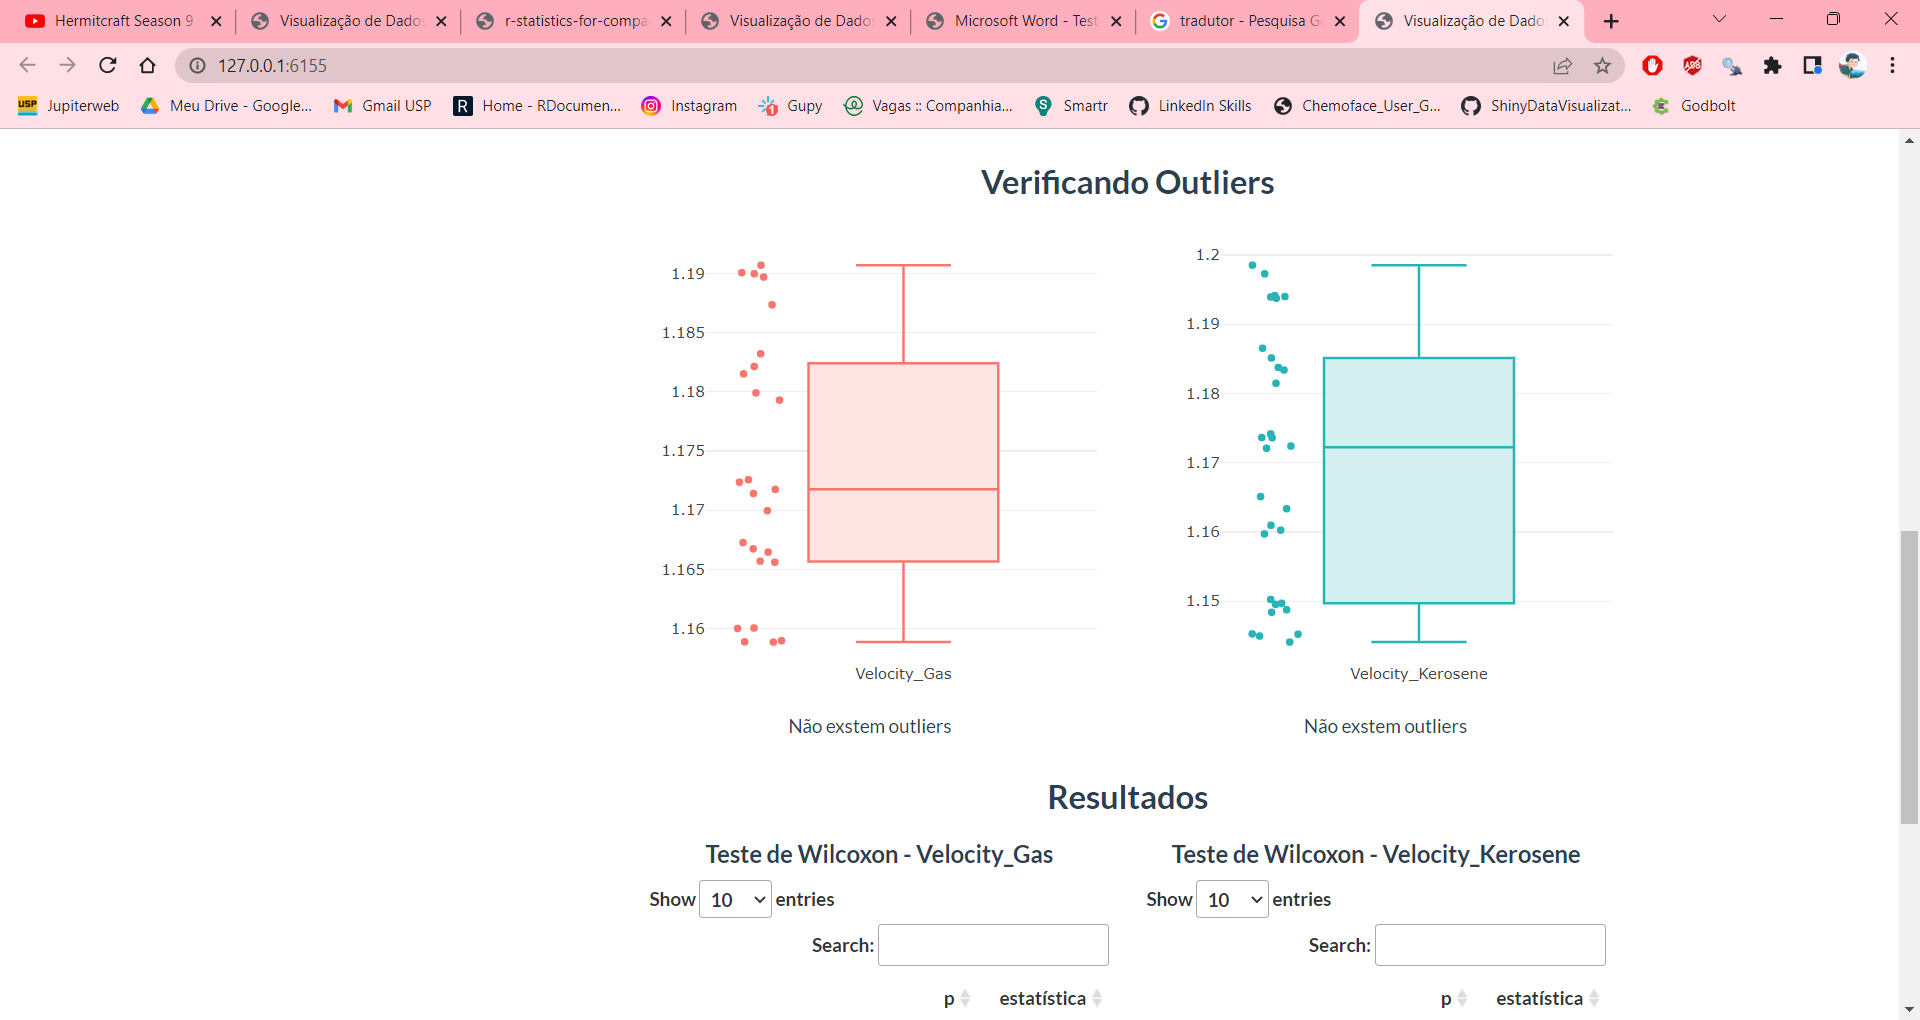 Hermitcraft Season 9
Visualização de Dado
r-statistics-for-compa
Visualização de Dado
Microsoft Word - Test
tradutor - Pesquisa G
Visualização de Dado
127.0.0.1:6155
USP Jupiterweb
Meu Drive - Google...
Gmail USP
R Home - RDocumen...
Instagram
Gupy
Vagas :: Companhia...
S Smartr
LinkedIn Skills
Chemoface_User_G...
ShinyDataVisualizat...
Godbolt
Verificando Outliers
1.19
1.185
1.18
1.175
1.17
1.165
1.16
Velocity_Gas
Não exstem outliers
1.2
1.19
1.18
1.17
1.16
1.15
Velocity_Kerosene
Não exstem outliers
Resultados
Teste de Wilcoxon - Velocity_Gas
Show 10 entries
Search:
p estatística
Teste de Wilcoxon - Velocity_Kerosene
Show 10 entries
Search:
p estatística